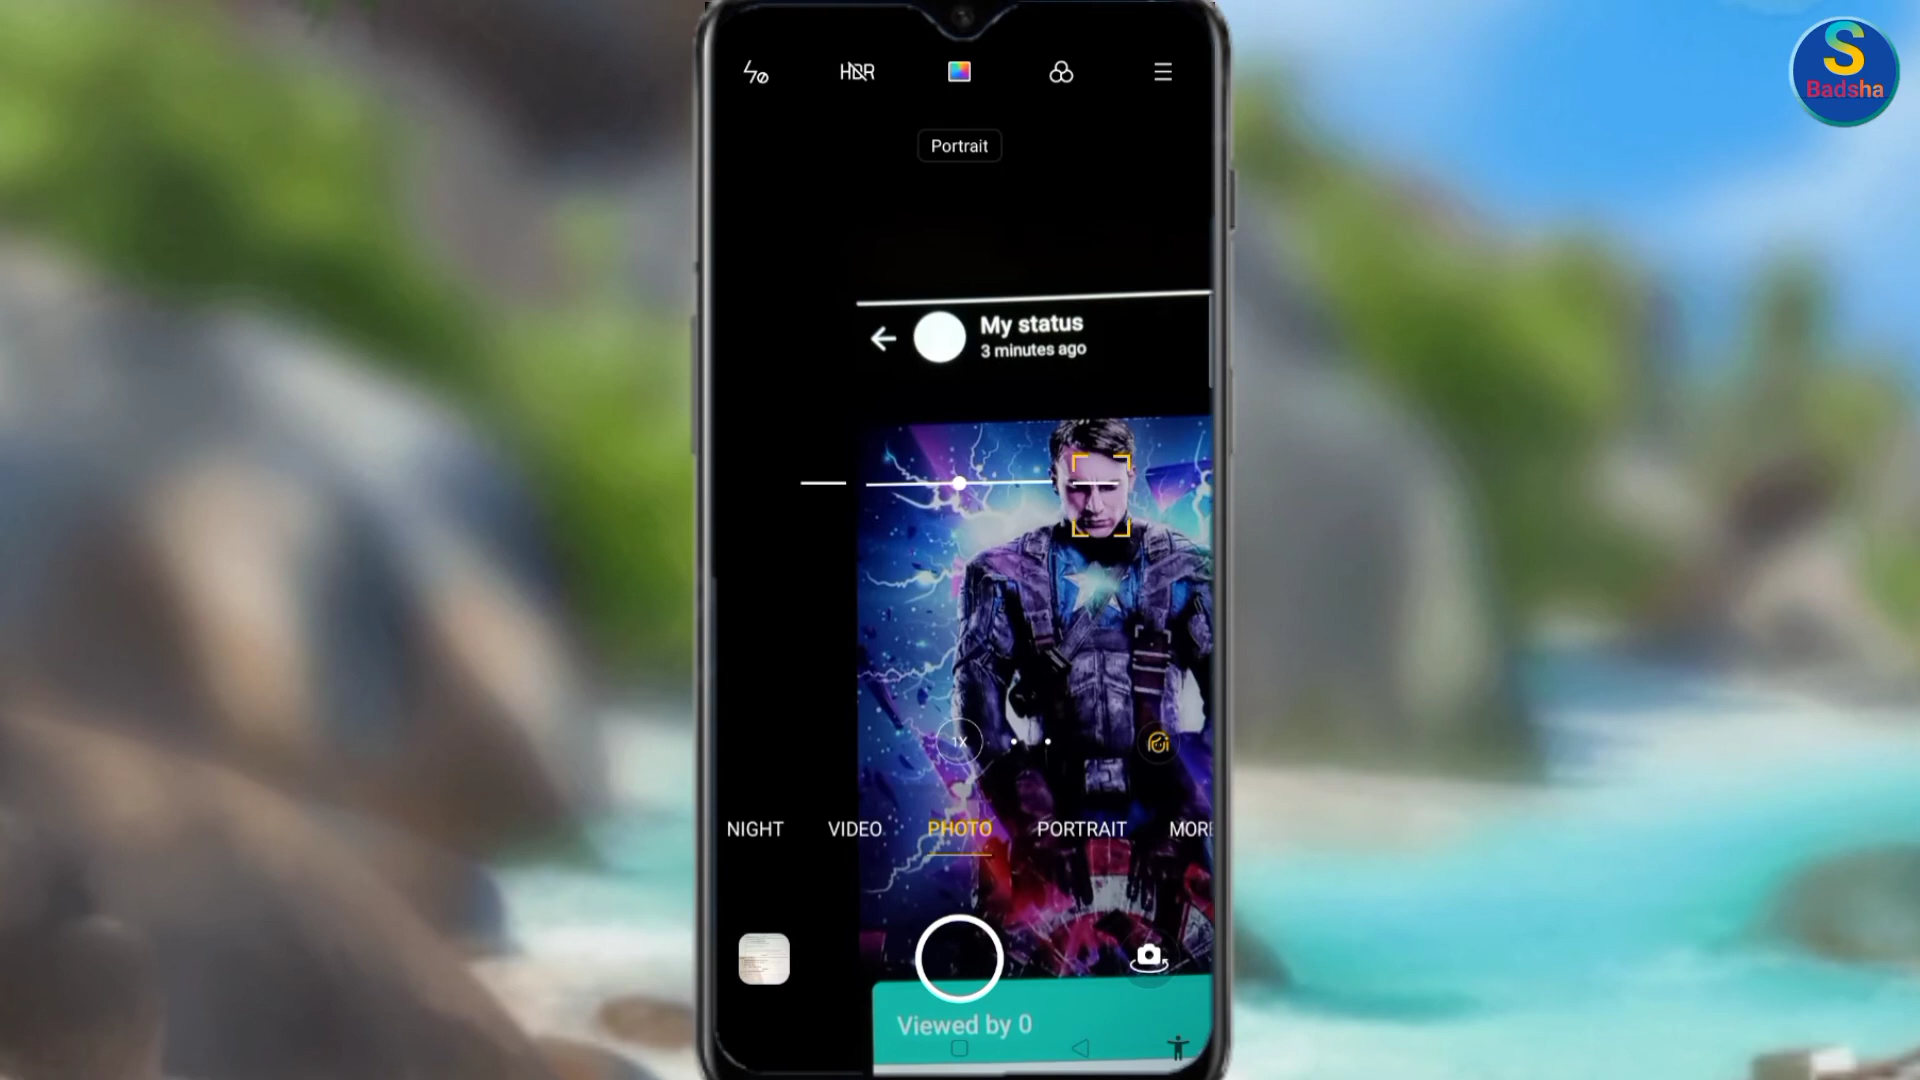 S
Badsha
HDR
Portrait
My status
3 minutes ago
1X
NIGHT VIDEO PHOTO PORTRAIT MORE
Viewed by 0